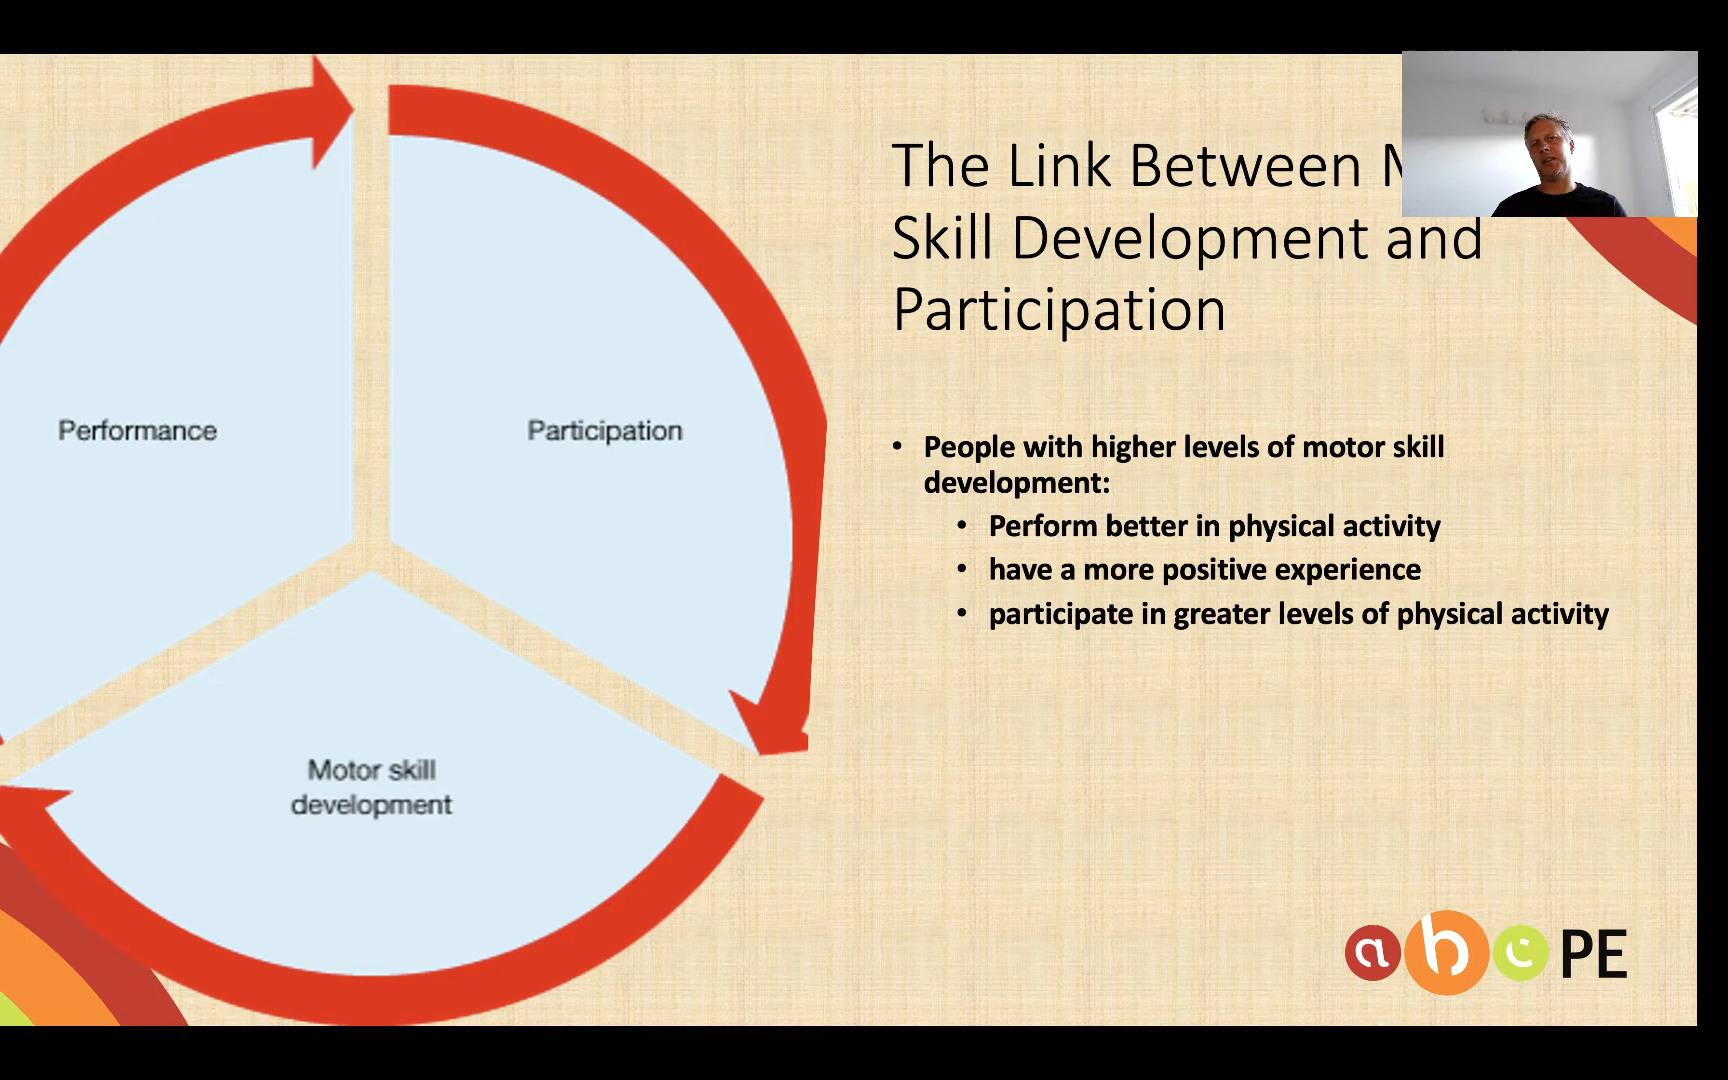 The Link Between
Skill Development and
Participation
Performance
Participation
Motor skill
development
• People with higher levels of motor skill
development:
• Perform better in physical activity
• have a more positive experience
• participate in greater levels of physical activity
abc PE